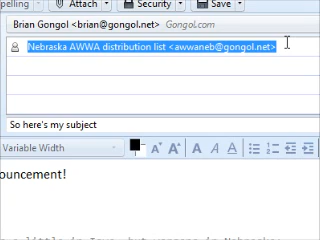 pelling Attach Security Save
Brian Gongol <brian@gongol.net> Gongol.com
Nebraska AWWA distribution list <awwaneb@gongol.net>
So here's my subject
Variable Width A A A A A
ouncement!